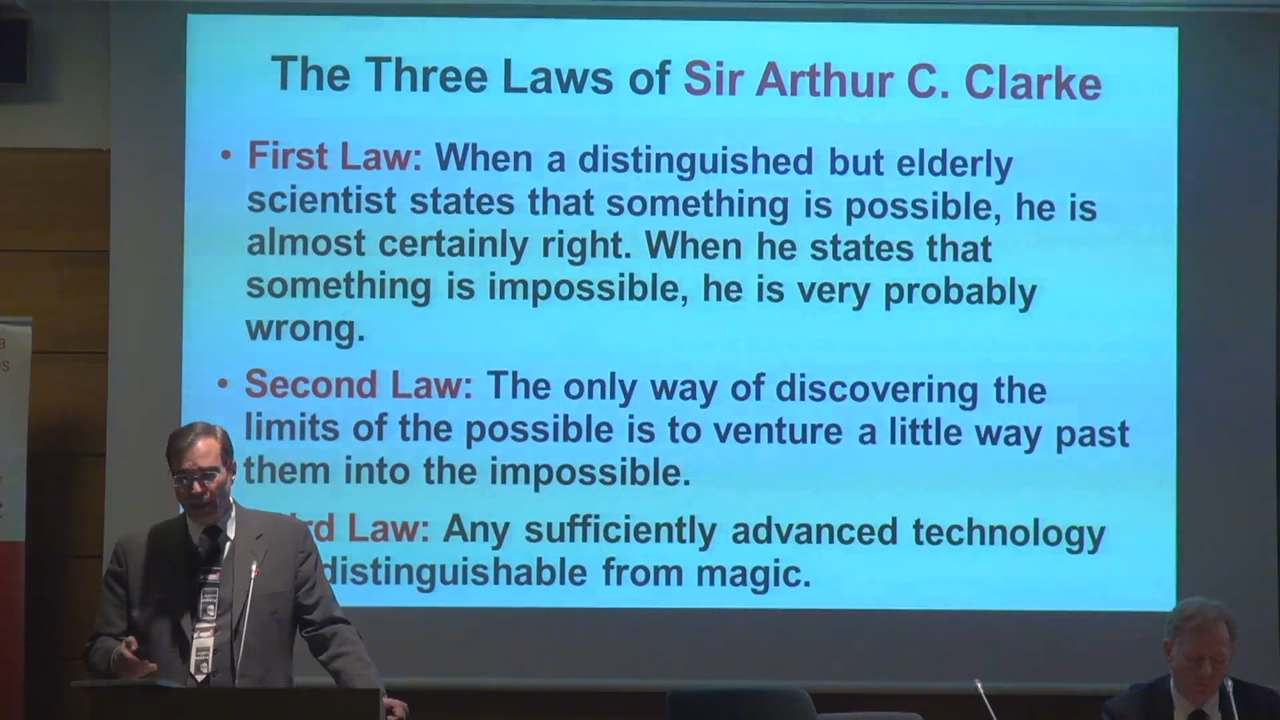 The Three Laws of Sir Arthur C. Clarke
• First Law: When a distinguished but elderly
scientist states that something is possible, he is
almost certainly right. When he states that
something is impossible, he is very probably
wrong.
• Second Law: The only way of discovering the
limits of the possible is to venture a little way past
them into the impossible.
rd Law: Any sufficiently advanced technology
distinguishable from magic.